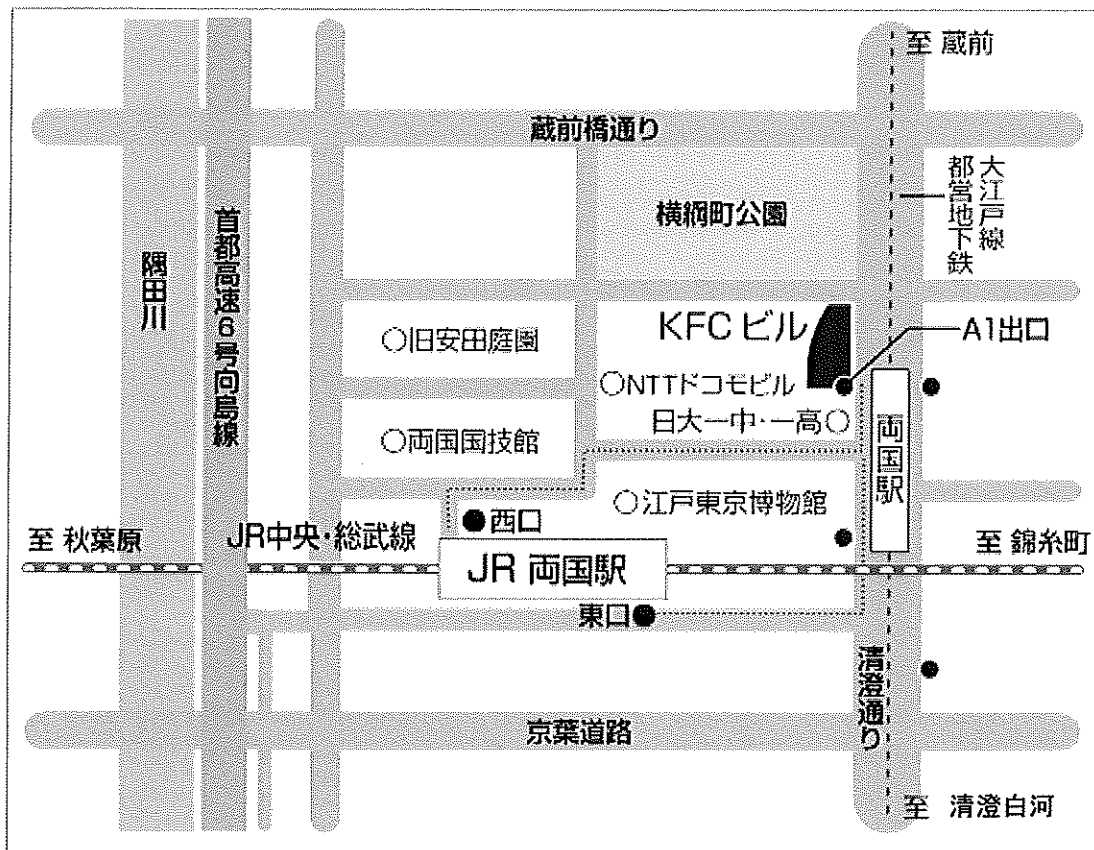 至 蔵前
蔵前橋通り
都営地下鉄
大江戸線
横綱町公園
首都高速6号向島線
隅田川
KFC ビル
A1出口
○旧安田庭園
○NTTドコモビル
日大一中・一高○
両国駅
○両国国技館
○江戸東京博物館
●西口
至 秋葉原
JR中央・総武線
JR 両国駅
至 錦糸町
東口●
清澄通り
京葉道路
至 清澄白河